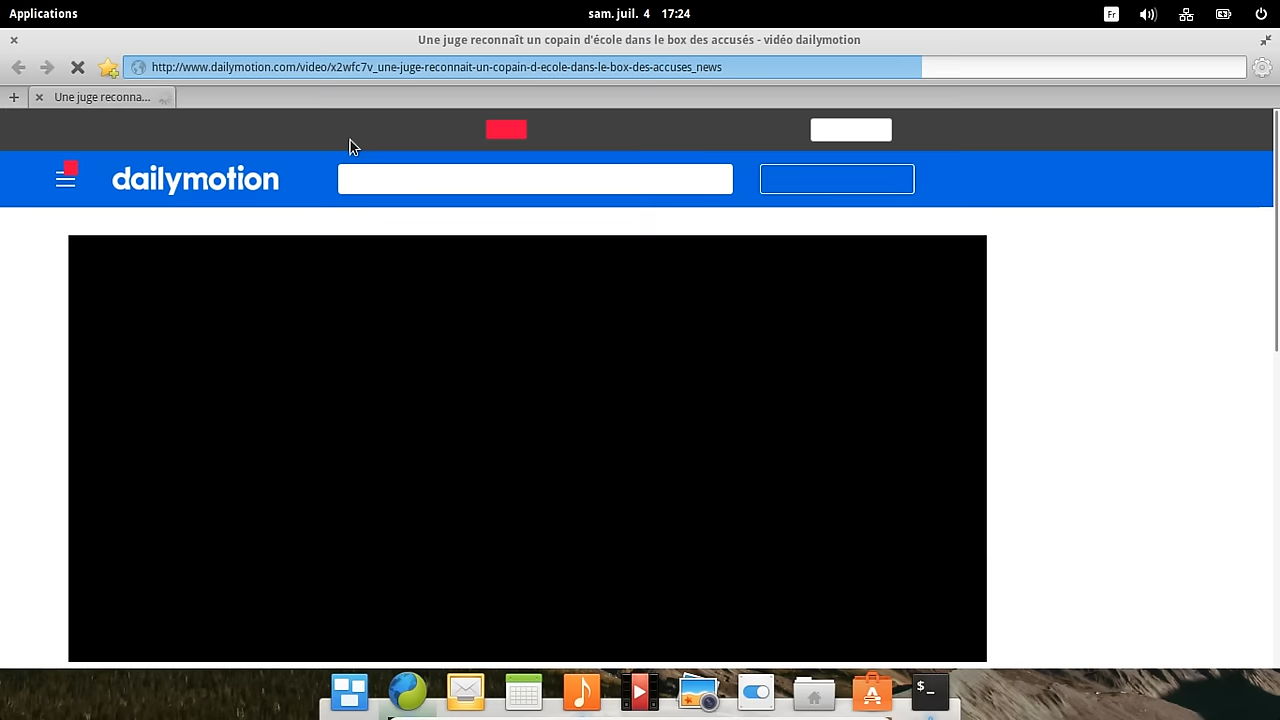 Applications
sam. juil. 4 17:24
Fr
Une juge reconnaît un copain d'école dans le box des accusés - vidéo dailymotion
http://www.dailymotion.com/video/x2wfc7v_une-juge-reconnait-un-copain-d-ecole-dans-le-box-des-accuses_news
Une juge reconna...
dailymotion
$_